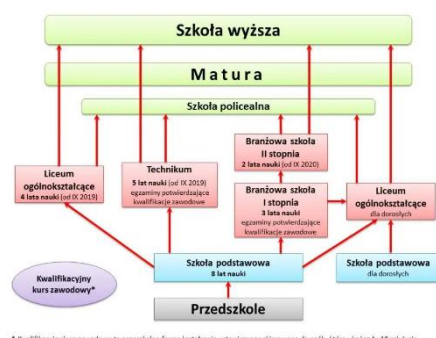 Szkoła wyższa
Matura
Szkoła policealna
Branżowa szkoła
II stopnia
2 lata nauki (od IX 2020)
Liceum
ogólnokształcące
4 lata nauki (od IX 2019)
Technikum
5 lat nauki (od IX 2019)
egzaminy potwierdzające
kwalifikacje zawodowe
Branżowa szkoła
I stopnia
3 lata nauki
egzaminy potwierdzające
kwalifikacje zawodowe
Liceum
ogólnokształcące
dla dorosłych
Szkoła podstawowa
8 lat nauki
Szkoła podstawowa
dla dorosłych
Kwalifikacyjny
kurs zawodowy*
Przedszkole